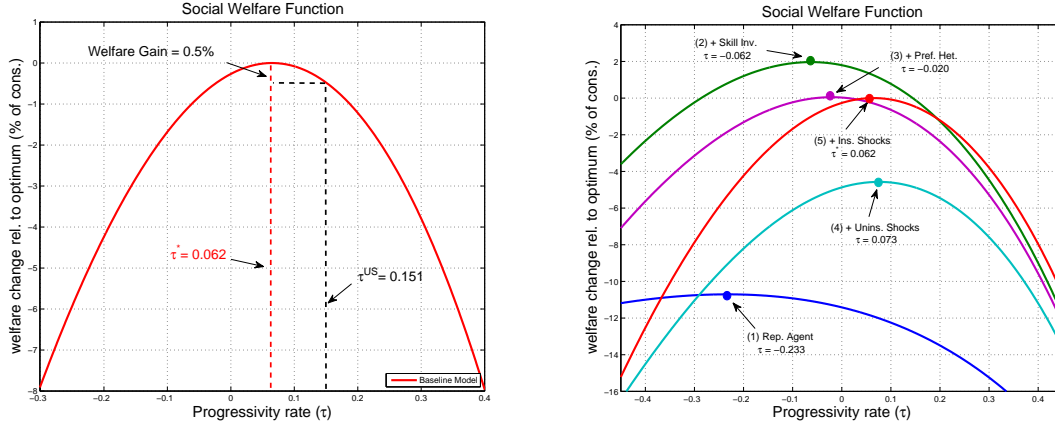 Social Welfare Function
1
0
−1
−2
−3
−4
−5
−6
−7
−8
welfare change rel. to optimum (% of cons.)
Welfare Gain = 0.5%
τ* = 0.062
τUS = 0.151
Baseline Model
−0.3
−0.2
−0.1
0
0.1
0.2
0.3
0.4
Progressivity rate (τ)
Social Welfare Function
4
2
0
−2
−4
−6
−8
−10
−12
−14
−16
welfare change rel. to optimum (% of cons.)
(2) + Skill Inv.
τ = −0.062
(3) + Pref. Het.
τ = −0.020
(5) + Ins. Shocks
τ* = 0.062
(4) + Unins. Shocks
τ = 0.073
(1) Rep. Agent
τ = −0.233
−0.4
−0.3
−0.2
−0.1
0
0.1
0.2
0.3
0.4
Progressivity rate (τ)